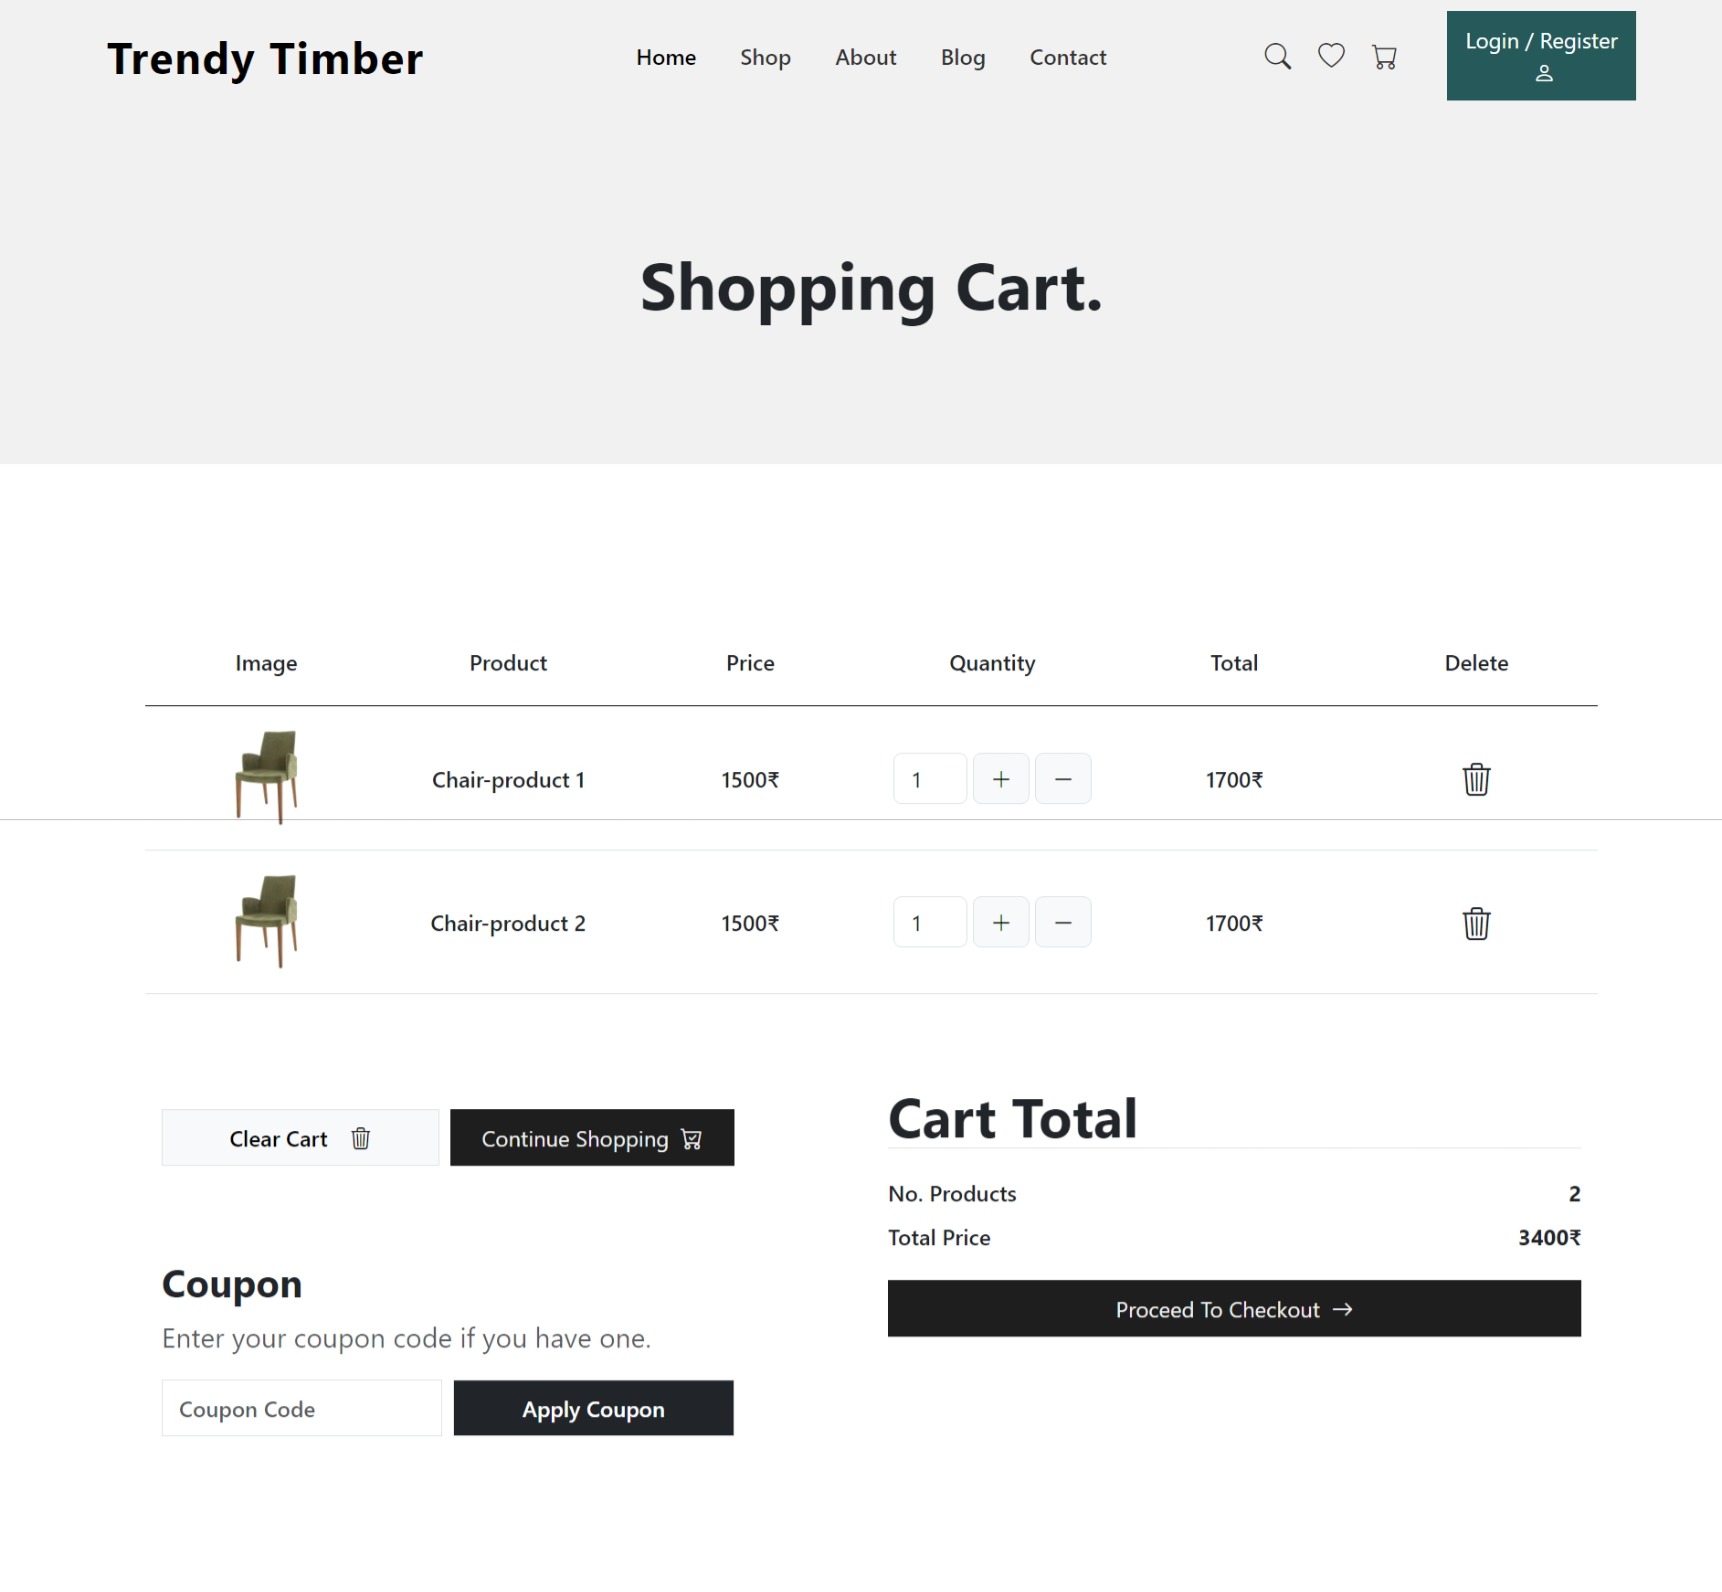 Trendy Timber
Home Shop About Blog Contact
Login / Register
Shopping Cart.
Image Product Price Quantity Total Delete
Chair-product 1 1500₹ 1 + − 1700₹
Chair-product 2 1500₹ 1 + − 1700₹
Clear Cart Continue Shopping
Coupon
Enter your coupon code if you have one.
Coupon Code Apply Coupon
Cart Total
No. Products 2
Total Price 3400₹
Proceed To Checkout →